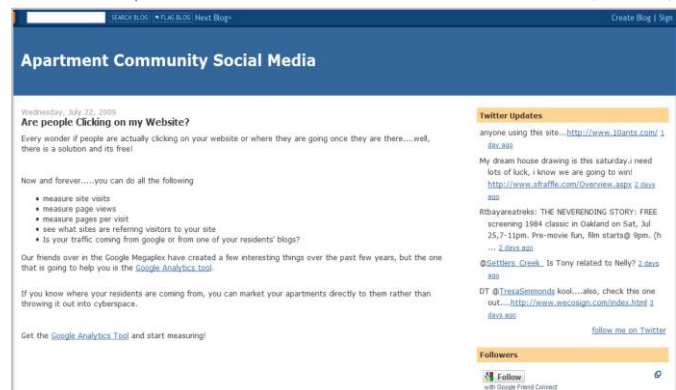 SEARCH BLOG FLAG BLOG Next Blog»
Create Blog | Sign
Apartment Community Social Media
Wednesday, July 22, 2009
Are people Clicking on my Website?
Every wonder if people are actually clicking on your website or where they are going once they are there....well,
there is a solution and its free!
Now and forever.....you can do all the following
• measure site visits
• measure page views
• measure pages per visit
• see what sites are referring visitors to your site
• Is your traffic coming from google or from one of your residents' blogs?
Our friends over in the Google Megaplex have created a few interesting things over the past few years, but the one
that is going to help you is the Google Analytics tool.
If you know where your residents are coming from, you can market your apartments directly to them rather than
throwing it out into cyberspace.
Get the Google Analytics Tool and start measuring!
Twitter Updates
anyone using this site...http://www.10ants.com/ 1
day ago
My dream house drawing is this saturday.i need
lots of luck, i know we are going to win!
http://www.sfraffle.com/Overview.aspx 2 days
ago
Rtbayareatreks: THE NEVERENDING STORY: FREE
screening 1984 classic in Oakland on Sat, Jul
25,7-11pm. Pre-movie fun, film starts@ 9pm. (h
... 2 days ago
@Settlers_Creek_ Is Tony related to Nelly? 2 days
ago
DT @TresaSimmonds kool....also, check this one
out....http://www.wecosign.com/index.html 3
days ago
follow me on Twitter
Followers
Follow
with Google Friend Connect